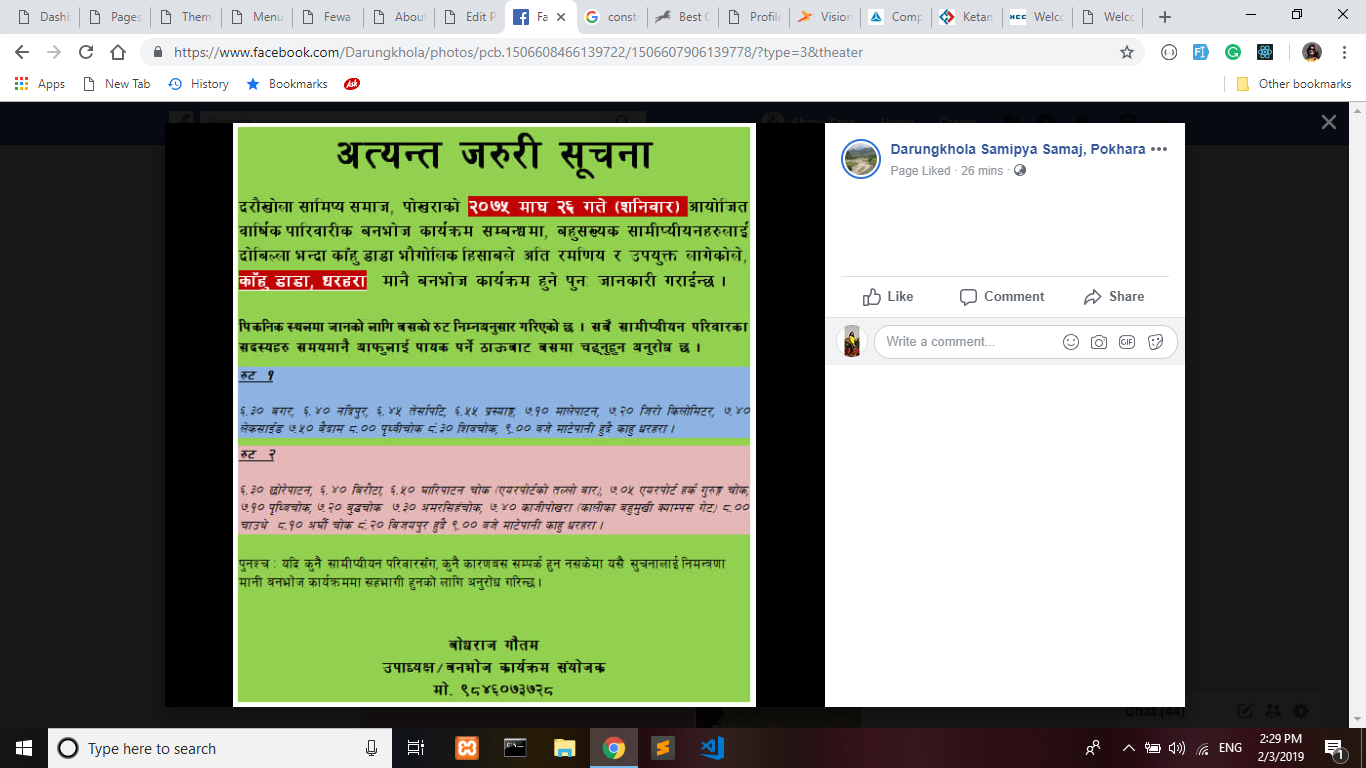 Dashb
Pages
Them
Menu
Fewa
About
Edit P
Fa
const
Best C
Profile
Vision
Comp
Ketan
Welco
Welco
https://www.facebook.com/Darungkhola/photos/pcb.1506608466139722/1506607906139778/?type=3&theater
Apps
New Tab
History
Bookmarks
Ask
Other bookmarks
अत्यन्त जरुरी सूचना
दरौखोला सामिप्य समाज, पोखराको २०७५ माघ २६ गते (शनिवार) आयोजित
वार्षिक पारिवारीक बनभोज कार्यक्रम सम्बन्धमा, बहुसख्यक सामीप्यीयनहरुलाई
दोबिल्ला भन्दा काँहु डाडा भौगोलिक हिसाबले अति रमणिय र उपयुक्त लागेकोले,
काँहु डाडा, धरहरा मानै बनभोज कार्यक्रम हुने पुन: जानकारी गराईन्छ ।
पिकनिक स्थलमा जानको लागि बसको रुट निम्नअनुसार गरिएको छ । सबै सामीप्यीयन परिवारका
सदस्यहरु समयमानै आफुलाई पायक पर्ने ठाऊबाट बसमा चढ्नुहुन अनुरोध छ ।
रुट १
६.३० बगर, ६.४० नदिपुर, ६.४५ तेर्सापटि, ६.५५ प्रस्याङ्ग, ७.१० मालेपाटन, ७.२० जिरो किलोमिटर, ७.४०
लेकसाईड ७.५० बैदाम ८.०० पृथ्वीचोक ८.३० शिवचोक, ९.०० बजे माटेपानी हुदै काहु धरहरा ।
रुट २
६.३० छोरेपाटन, ६.४० बिरौटा, ६.५० घारिपाटन चोक (एयरपोर्टको तल्लो बार), ७.०५ एयरपोर्ट हर्क गुरुङ्ग चोक,
७.१० पृथ्विचोक, ७.२० बुद्धचोक ७.३० अमरसिहंचोक, ७.४० काजीपोखरा (कालीका बहुमुखी क्याम्पस गेट) ८.००
चाउथे ८.१० अर्घौ चोक ८.२० बिजयपुर हुदै ९.०० बजे माटेपानी काहु धरहरा ।
पुनश्च : यदि कुनै सामीप्यीयन परिवारसँग, कुनै कारणबस सम्पर्क हुन नसकेमा यसै सुचनालाई निमन्त्रणा
मानी बनभोज कार्यक्रममा सहभागी हुनको लागि अनुरोध गरिन्छ ।
बोधराज गौतम
उपाध्यक्ष/बनभोज कार्यक्रम संयोजक
मो. ९८४६०७३७२८
Darungkhola Samipya Samaj, Pokhara
Page Liked · 26 mins ·
Like
Comment
Share
Write a comment...
GIF
Chat (44)
Type here to search
ENG
2:29 PM
2/3/2019
1